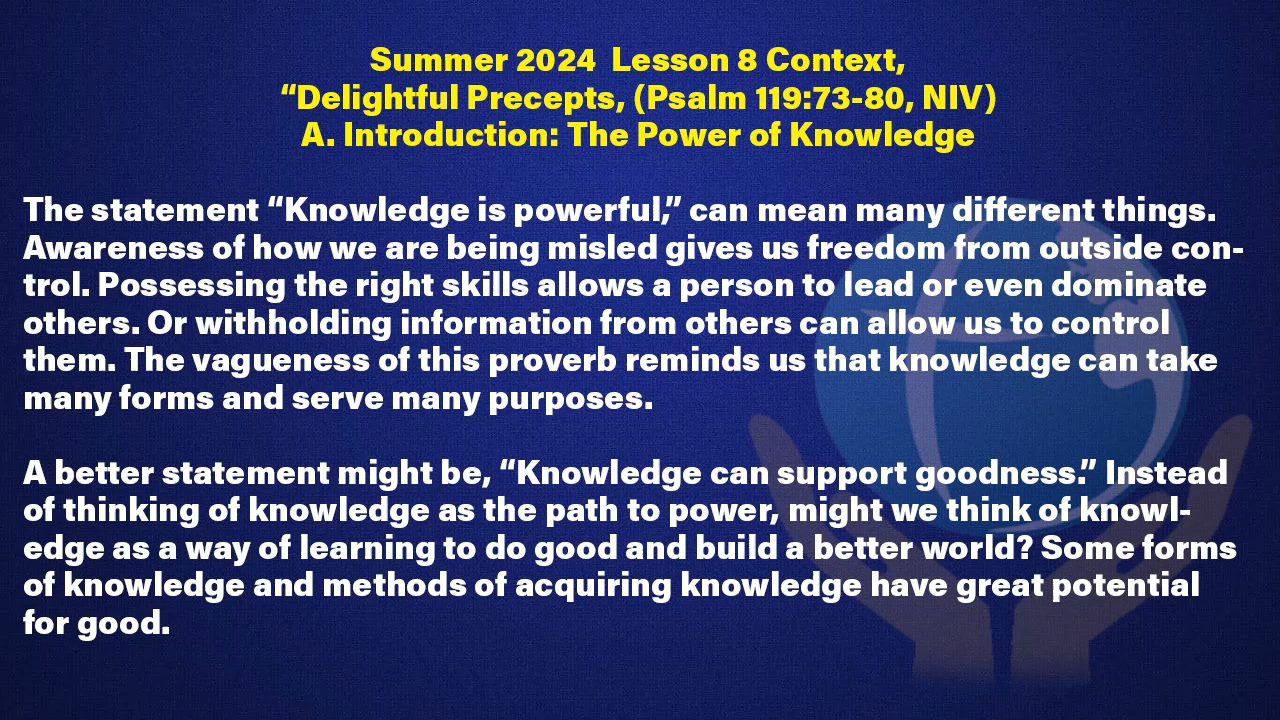 Summer 2024  Lesson 8 Context,
“Delightful Precepts, (Psalm 119:73-80, NIV)
A. Introduction: The Power of Knowledge
The statement “Knowledge is powerful,” can mean many different things.
Awareness of how we are being misled gives us freedom from outside con-
trol. Possessing the right skills allows a person to lead or even dominate
others. Or withholding information from others can allow us to control
them. The vagueness of this proverb reminds us that knowledge can take
many forms and serve many purposes.
A better statement might be, “Knowledge can support goodness.” Instead
of thinking of knowledge as the path to power, might we think of knowl-
edge as a way of learning to do good and build a better world? Some forms
of knowledge and methods of acquiring knowledge have great potential
for good.